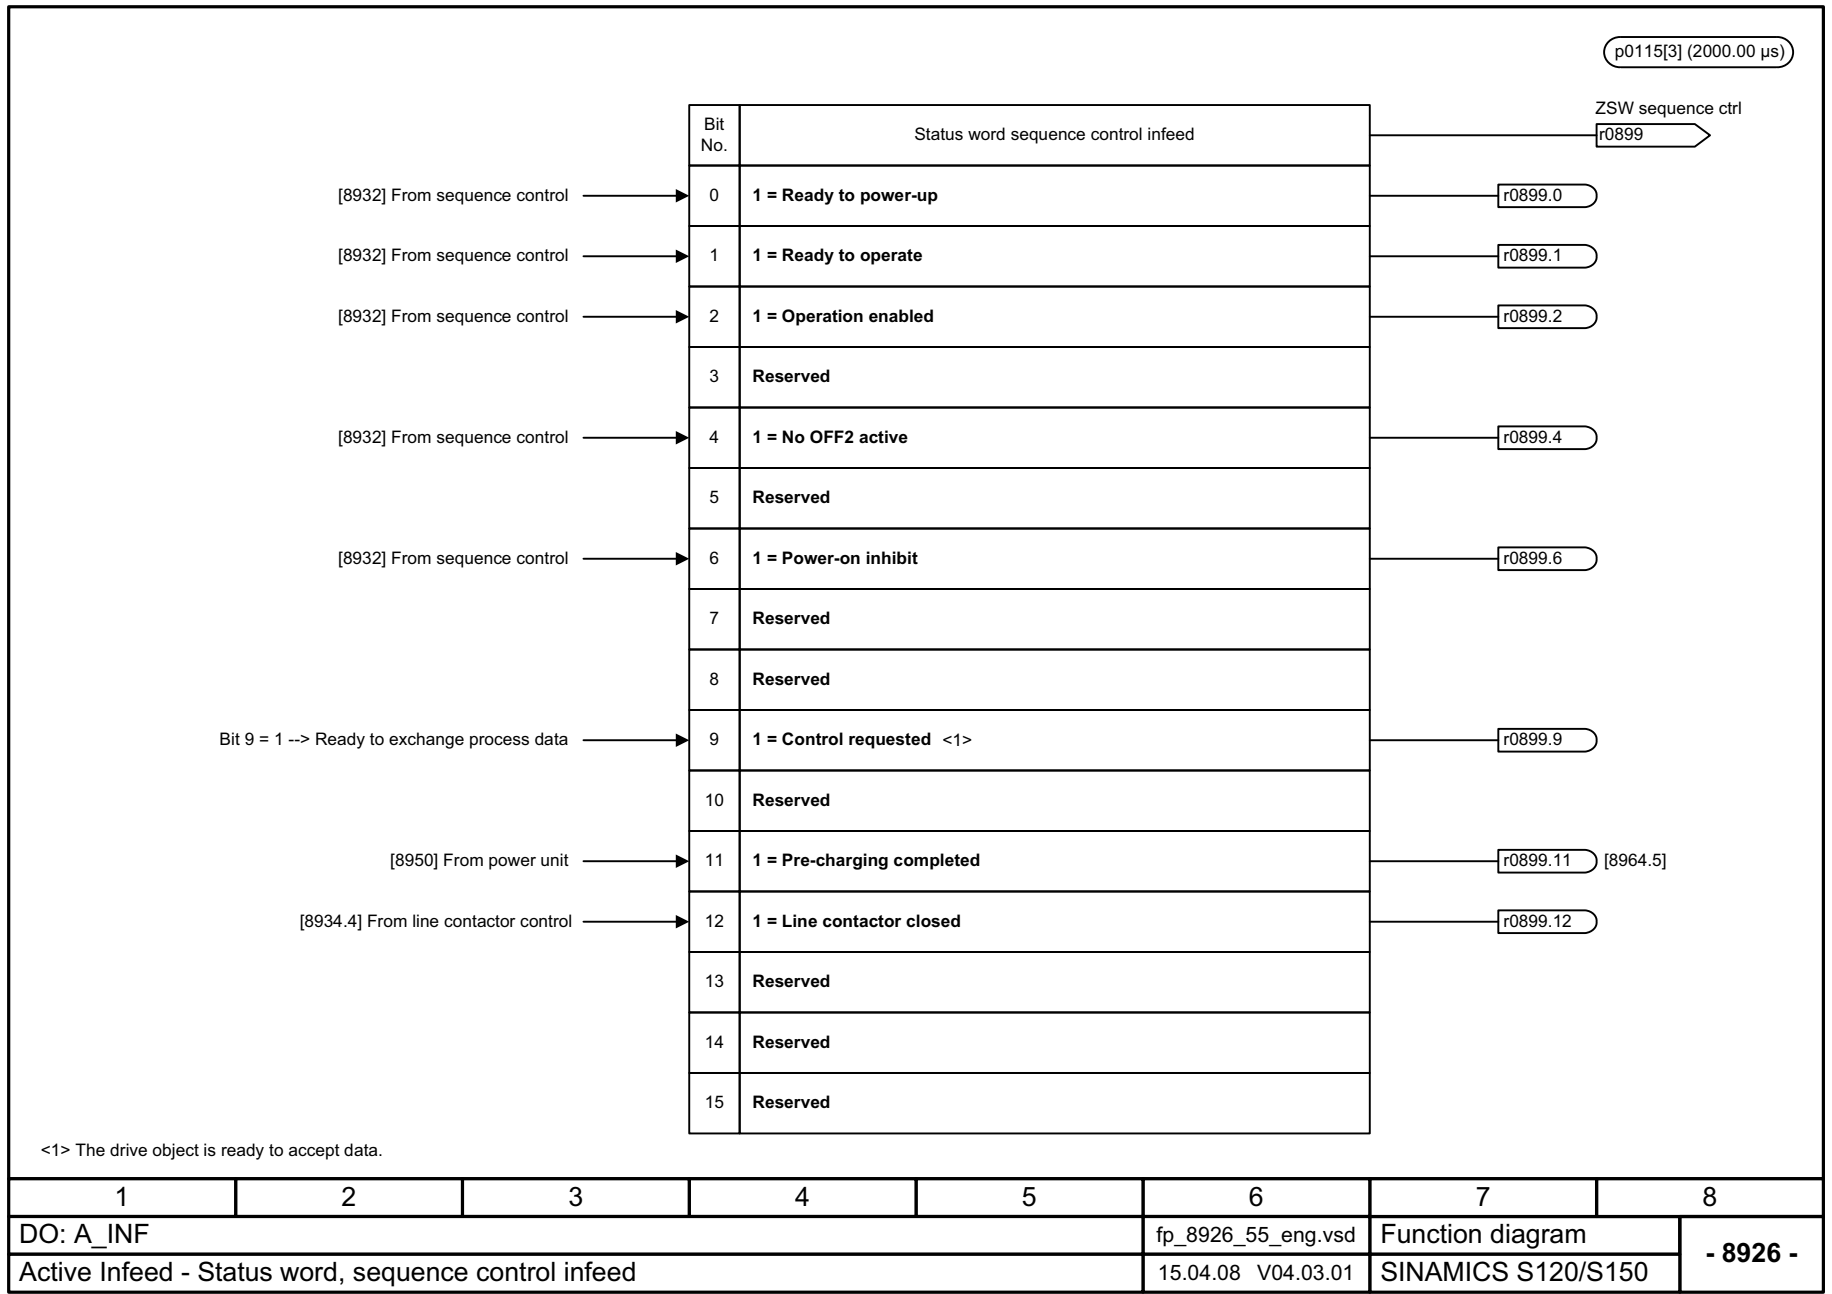 p0115[3] (2000.00 µs)
ZSW sequence ctrl
Bit No. Status word sequence control infeed r0899
[8932] From sequence control 0 1 = Ready to power-up r0899.0
[8932] From sequence control 1 1 = Ready to operate r0899.1
[8932] From sequence control 2 1 = Operation enabled r0899.2
3 Reserved
[8932] From sequence control 4 1 = No OFF2 active r0899.4
5 Reserved
[8932] From sequence control 6 1 = Power-on inhibit r0899.6
7 Reserved
8 Reserved
Bit 9 = 1 --> Ready to exchange process data 9 1 = Control requested <1> r0899.9
10 Reserved
[8950] From power unit 11 1 = Pre-charging completed r0899.11 [8964.5]
[8934.4] From line contactor control 12 1 = Line contactor closed r0899.12
13 Reserved
14 Reserved
15 Reserved
<1> The drive object is ready to accept data.
1 2 3 4 5 6 7 8
DO: A_INF fp_8926_55_eng.vsd Function diagram
- 8926 -
Active Infeed - Status word, sequence control infeed 15.04.08 V04.03.01 SINAMICS S120/S150